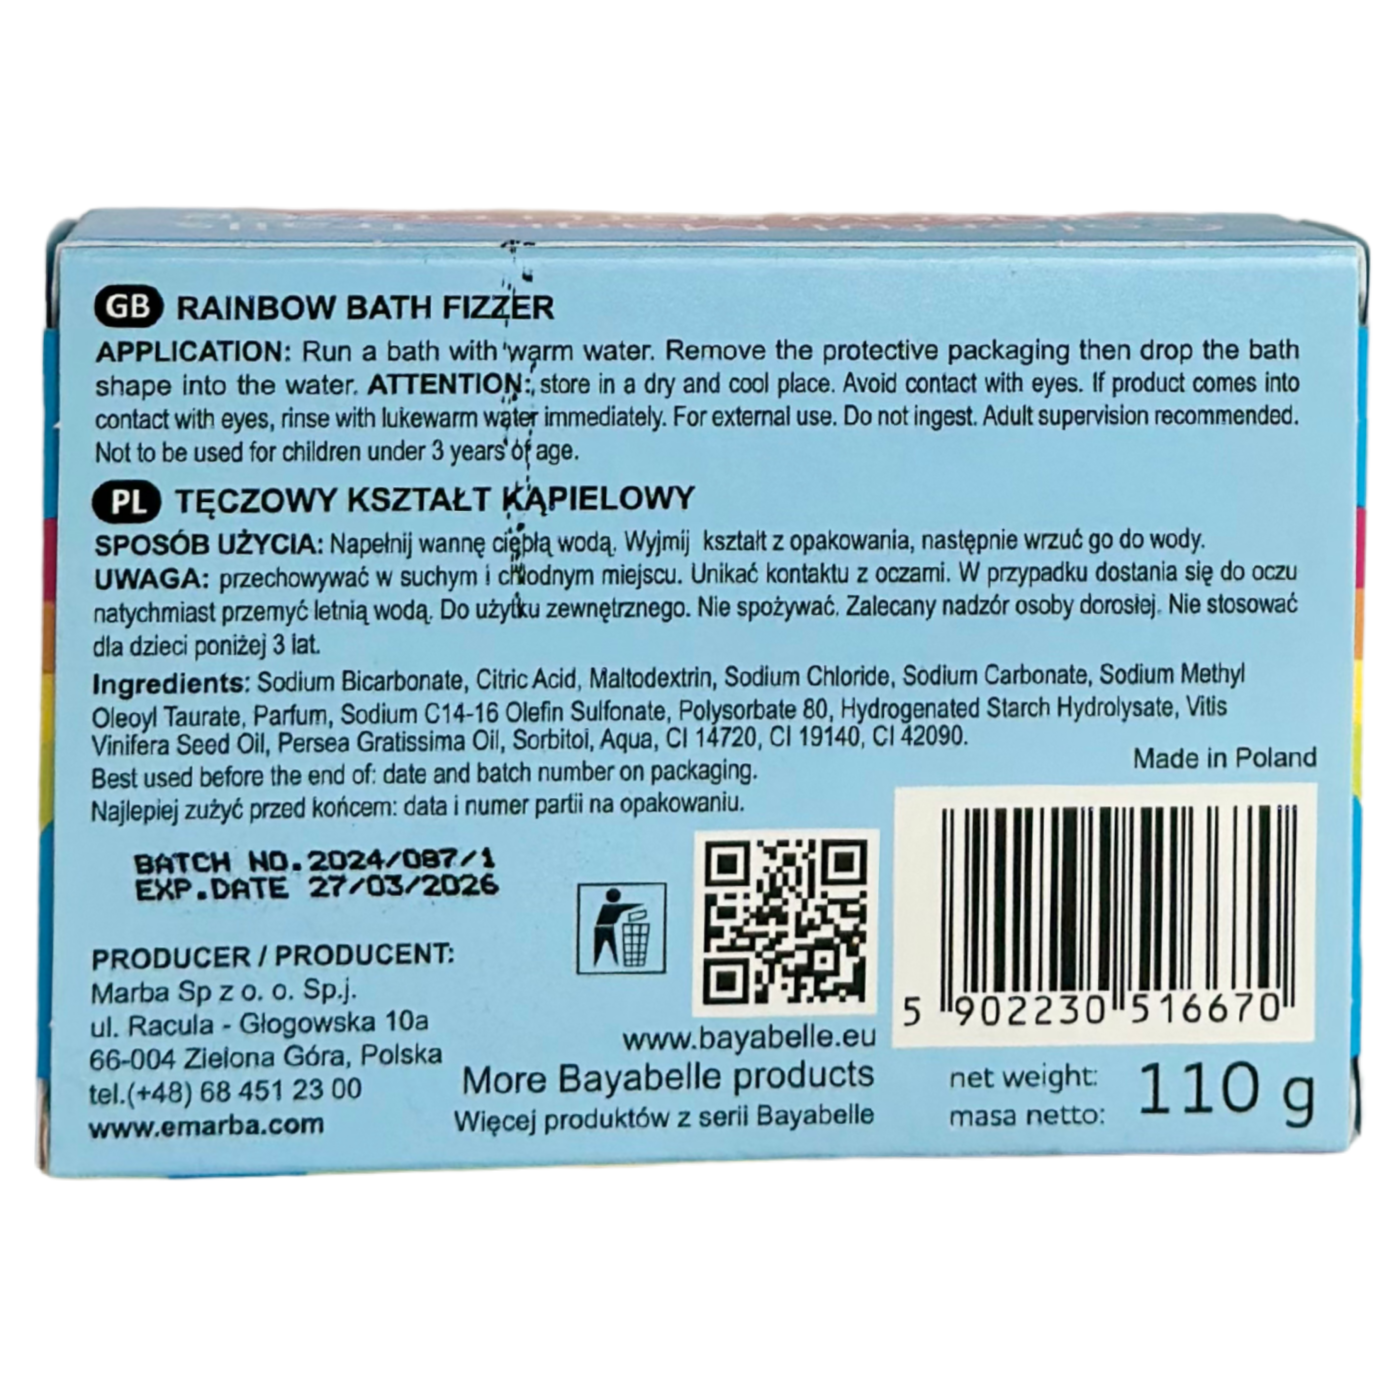 GB RAINBOW BATH FIZZER
APPLICATION: Run a bath with warm water. Remove the protective packaging then drop the bath
shape into the water. ATTENTION: store in a dry and cool place. Avoid contact with eyes. If product comes into
contact with eyes, rinse with lukewarm water immediately. For external use. Do not ingest. Adult supervision recommended.
Not to be used for children under 3 years of age.
PL TĘCZOWY KSZTAŁT KĄPIELOWY
SPOSÓB UŻYCIA: Napełnij wannę ciepłą wodą. Wyjmij kształt z opakowania, następnie wrzuć go do wody.
UWAGA: przechowywać w suchym i chłodnym miejscu. Unikać kontaktu z oczami. W przypadku dostania się do oczu
natychmiast przemyć letnią wodą. Do użytku zewnętrznego. Nie spożywać. Zalecany nadzór osoby dorosłej. Nie stosować
dla dzieci poniżej 3 lat.
Ingredients: Sodium Bicarbonate, Citric Acid, Maltodextrin, Sodium Chloride, Sodium Carbonate, Sodium Methyl
Oleoyl Taurate, Parfum, Sodium C14-16 Olefin Sulfonate, Polysorbate 80, Hydrogenated Starch Hydrolysate, Vitis
Vinifera Seed Oil, Persea Gratissima Oil, Sorbitol, Aqua, CI 14720, CI 19140, CI 42090.
Made in Poland
Best used before the end of: date and batch number on packaging.
Najlepiej zużyć przed końcem: data i numer partii na opakowaniu.
BATCH NO. 2024/087/1
EXP.DATE 27/03/2026
PRODUCER / PRODUCENT:
Marba Sp z o. o. Sp.j.
ul. Racula - Głogowska 10a
66-004 Zielona Góra, Polska
tel.(+48) 68 451 23 00
www.emarba.com
www.bayabelle.eu
More Bayabelle products
Więcej produktów z serii Bayabelle
5 902230 516670
net weight:
masa netto:
110 g